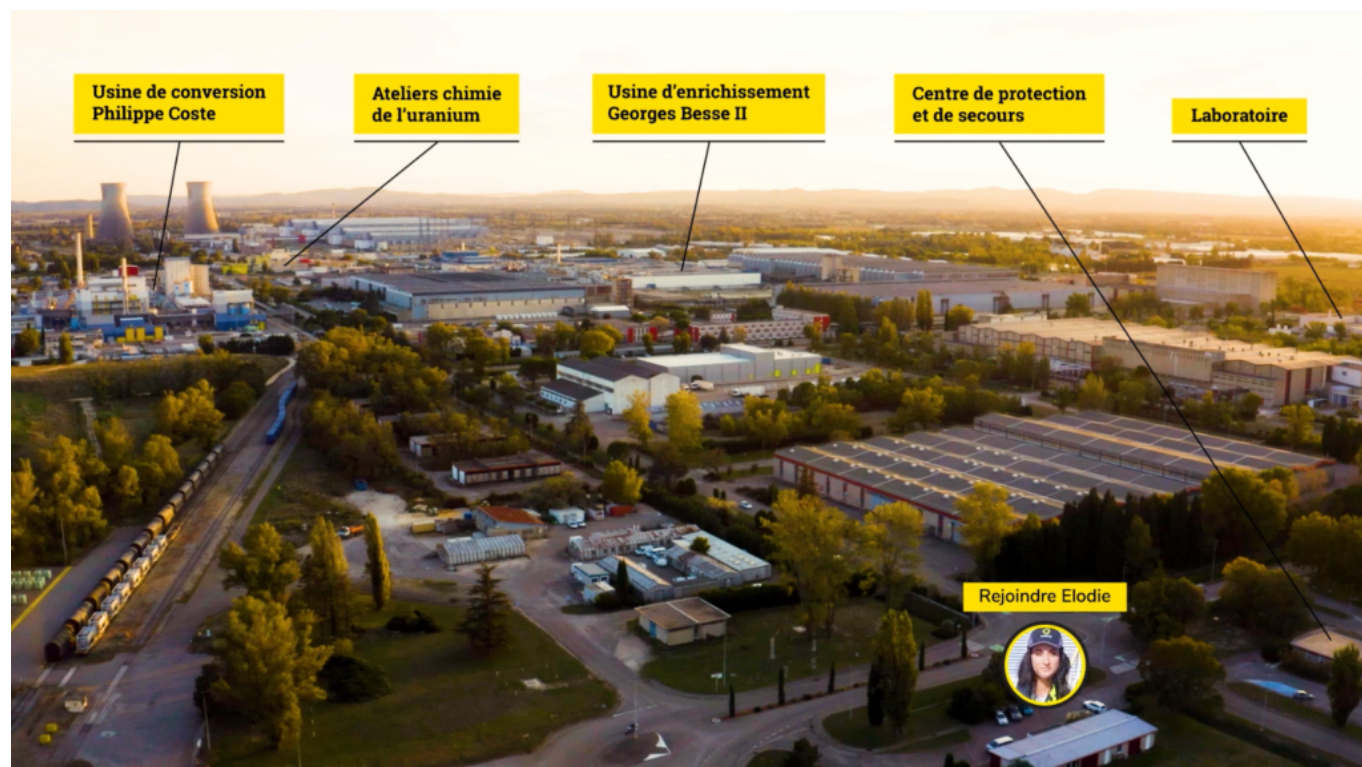 Usine de conversion
Philippe Coste
Ateliers chimie
de l'uranium
Usine d'enrichissement
Georges Besse II
Centre de protection
et de secours
Laboratoire
Rejoindre Elodie